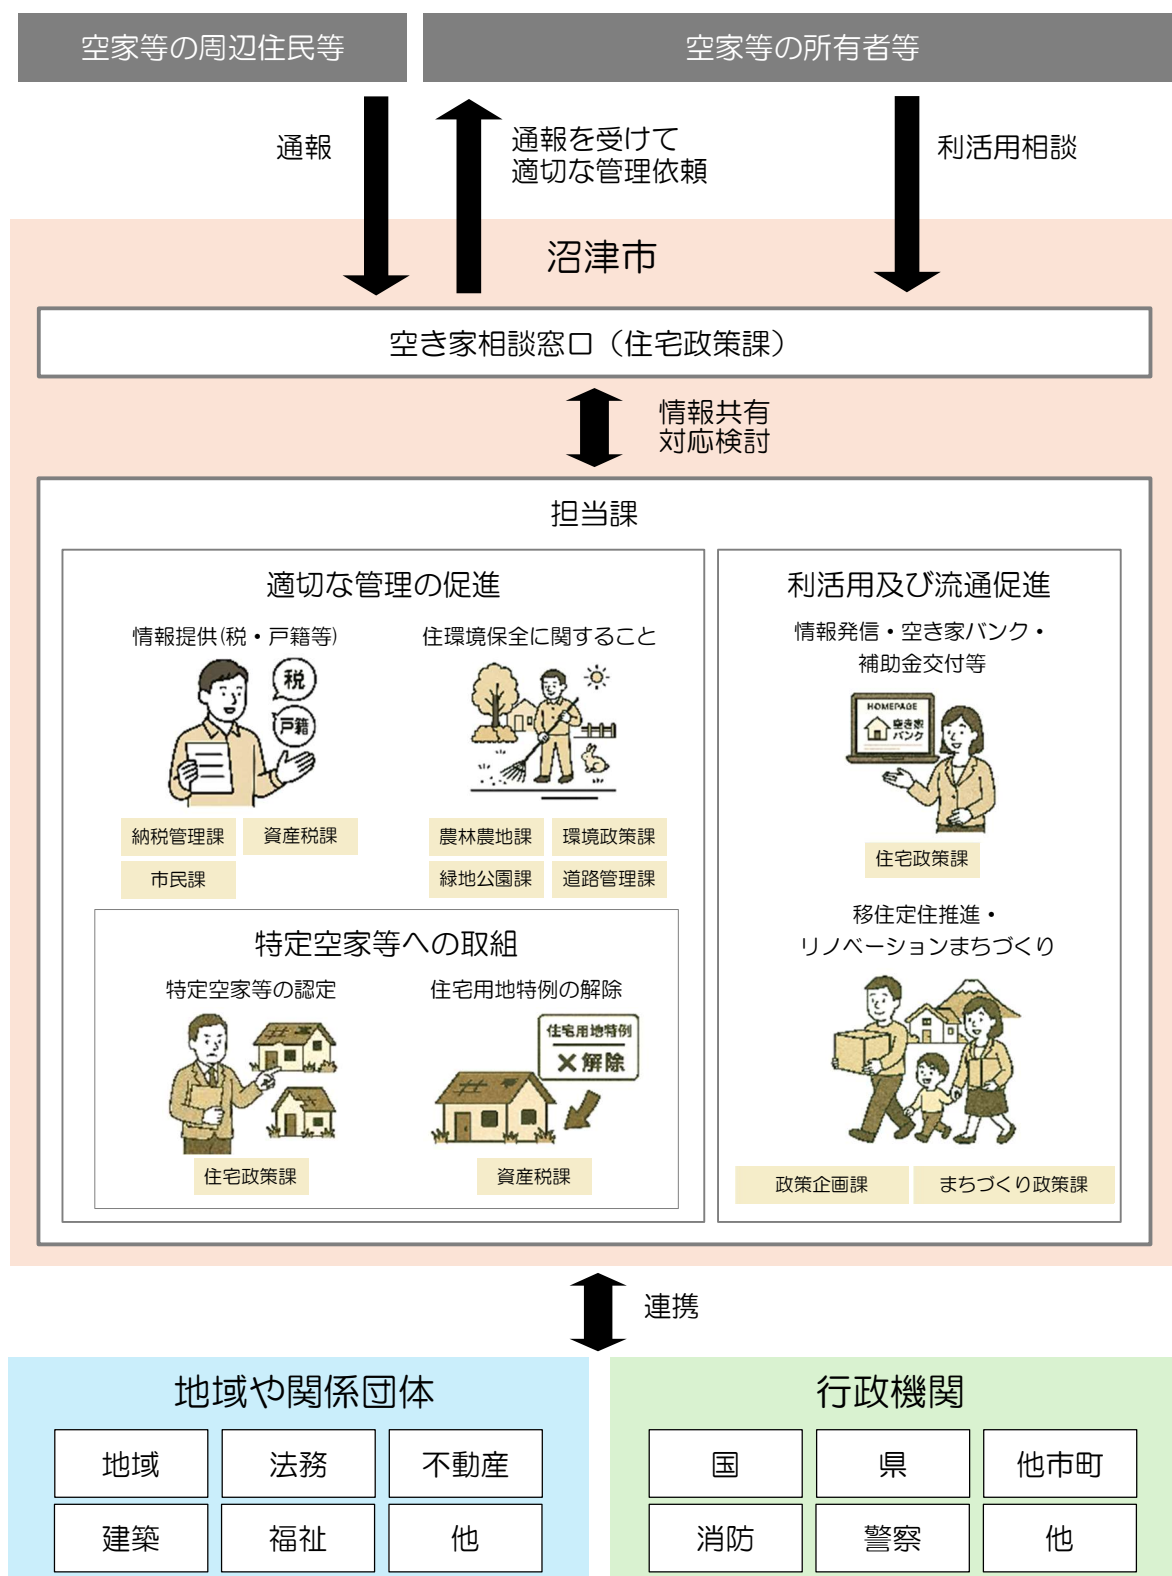 空家等の周辺住民等
空家等の所有者等
通報
通報を受けて
適切な管理依頼
利活用相談
沼津市
空き家相談窓口（住宅政策課）
情報共有
対応検討
担当課
適切な管理の促進
情報提供(税・戸籍等)
税
戸籍
納税管理課
資産税課
市民課
住環境保全に関すること
農林農地課
環境政策課
緑地公園課
道路管理課
特定空家等への取組
特定空家等の認定
住宅政策課
住宅用地特例の解除
住宅用地特例
×解除
資産税課
利活用及び流通促進
情報発信・空き家バンク・
補助金交付等
HOMEPAGE
空き家
バンク
住宅政策課
移住定住推進・
リノベーションまちづくり
政策企画課
まちづくり政策課
連携
地域や関係団体
地域
法務
不動産
建築
福祉
他
行政機関
国
県
他市町
消防
警察
他